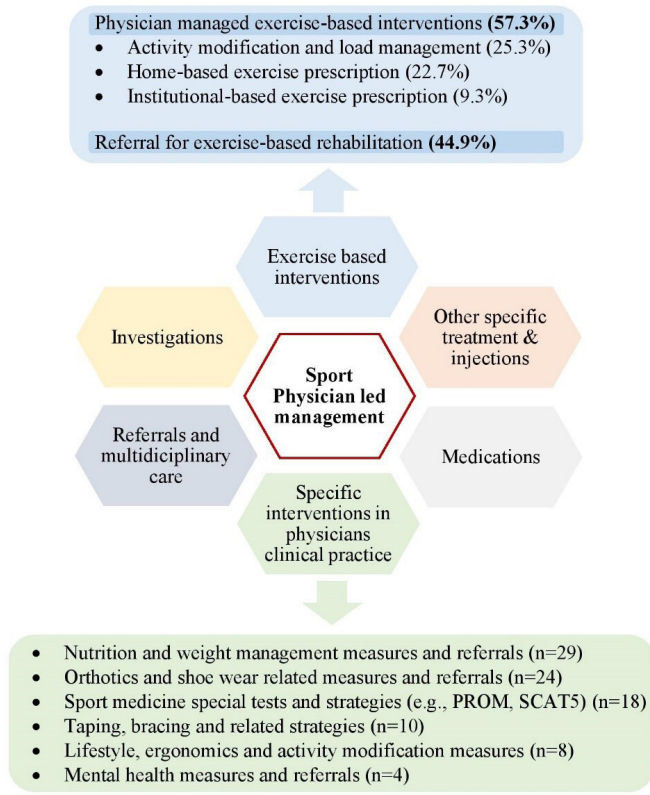 Physician managed exercise-based interventions (57.3%)
• Activity modification and load management (25.3%)
• Home-based exercise prescription (22.7%)
• Institutional-based exercise prescription (9.3%)
Referral for exercise-based rehabilitation (44.9%)
Exercise based
interventions
Investigations
Other specific
treatment &
injections
Sport
Physician led
management
Referrals and
multidiciplinary
care
Medications
Specific
interventions in
physicians
clinical practice
• Nutrition and weight management measures and referrals (n=29)
• Orthotics and shoe wear related measures and referrals (n=24)
• Sport medicine special tests and strategies (e.g., PROM, SCAT5) (n=18)
• Taping, bracing and related strategies (n=10)
• Lifestyle, ergonomics and activity modification measures (n=8)
• Mental health measures and referrals (n=4)